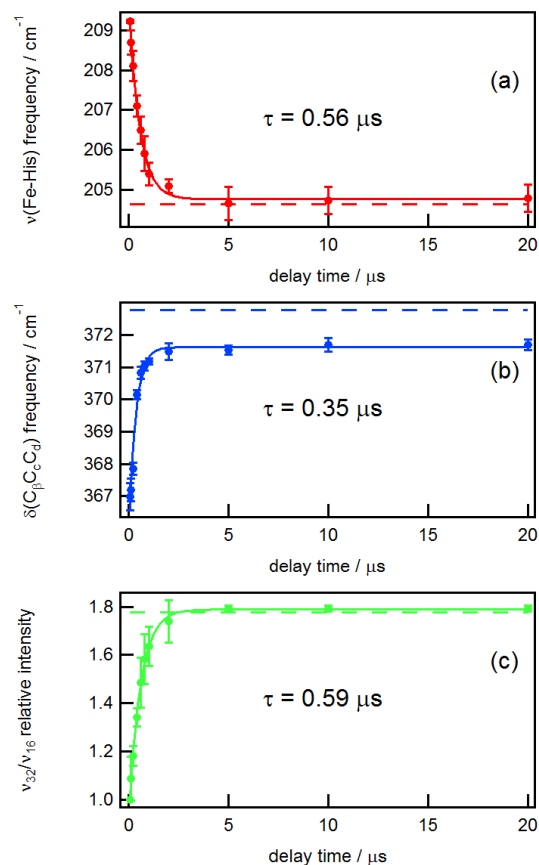 ν(Fe-His) frequency / cm⁻¹
209
208
207
206
205
(a)
τ = 0.56 μs
0
5
10
15
20
delay time / μs
δ(CβCcCd) frequency / cm⁻¹
372
371
370
369
368
367
(b)
τ = 0.35 μs
0
5
10
15
20
delay time / μs
ν₃₂/ν₁₆ relative intensity
1.8
1.6
1.4
1.2
1.0
(c)
τ = 0.59 μs
0
5
10
15
20
delay time / μs